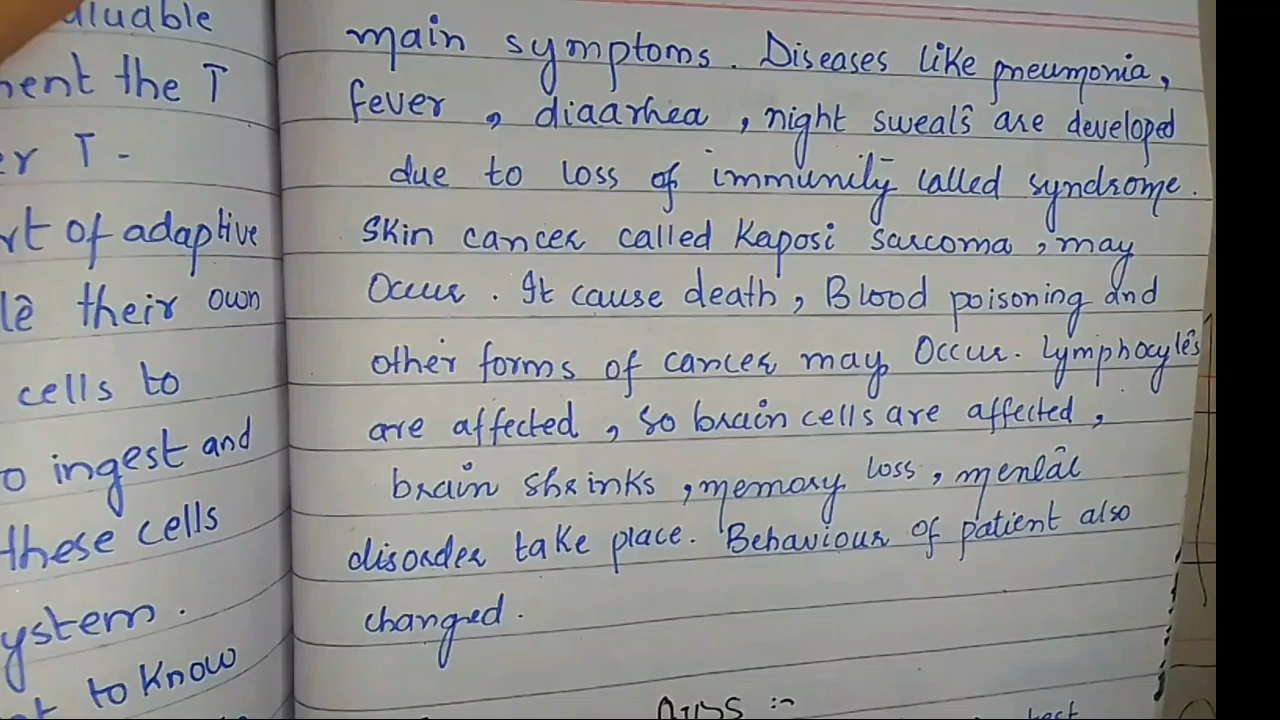 aluable
ent the T
er T -
rt of adaptive
le their own
cells to
o ingest and
these cells
ystem.
to know
main symptoms. Diseases like pneumonia,
fever, diaarhea, night sweats are developed
due to loss of immunity called syndrome.
Skin cancer called Kaposi sarcoma, may
Occur. It cause death, Blood poisoning and
other forms of cancer may Occur. Lymphocytes
are affected, so brain cells are affected,
brain shrinks, memory loss, mental
disorder take place. Behaviour of patient also
changed.
AIDS :-